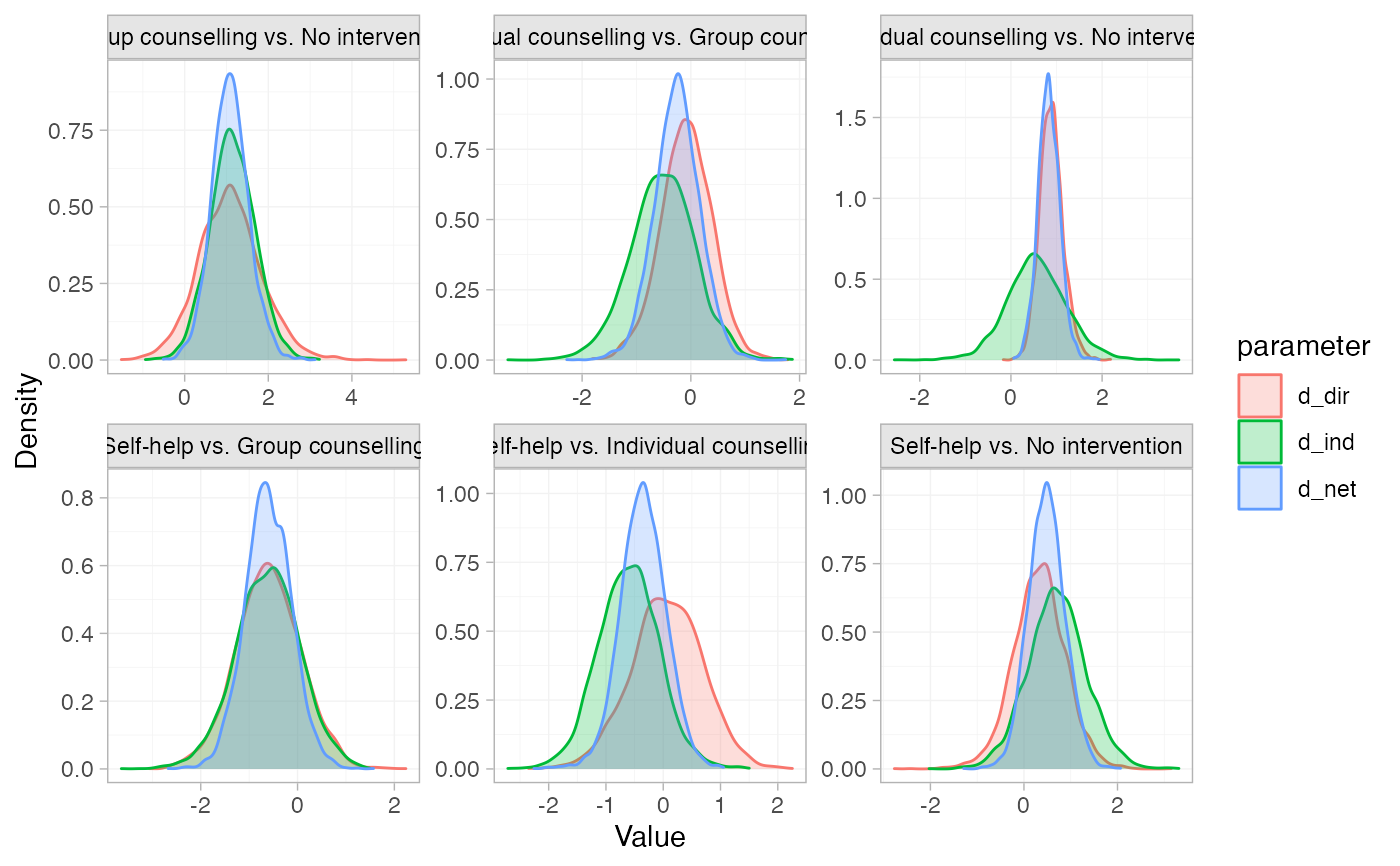 up counselling vs. No interven
ual counselling vs. Group coun
dual counselling vs. No interve
0.75
0.50
0.25
0.00
0 2 4
1.00
0.75
0.50
0.25
0.00
-2 0 2
1.5
1.0
0.5
0.0
-2 0 2
Self-help vs. Group counselling
elf-help vs. Individual counsellin
Self-help vs. No intervention
0.8
0.6
0.4
0.2
0.0
-2 0 2
1.00
0.75
0.50
0.25
0.00
-2 -1 0 1 2
1.00
0.75
0.50
0.25
0.00
-2 0 2
Density
Value
parameter
d_dir
d_ind
d_net